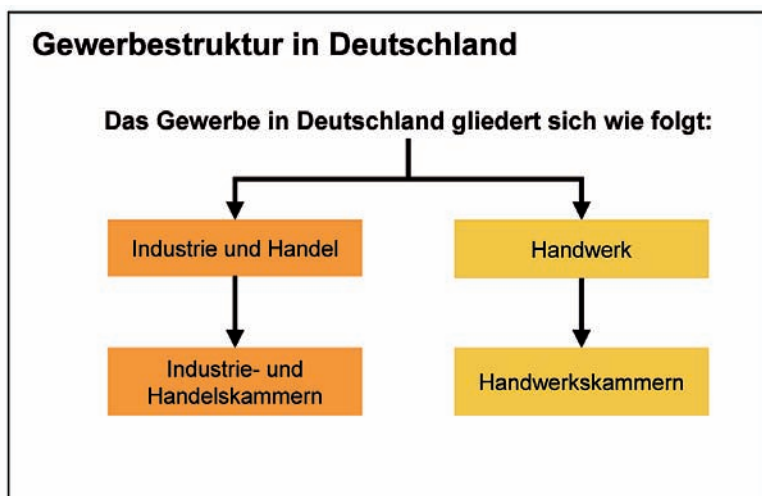 Gewerbestruktur in Deutschland
Das Gewerbe in Deutschland gliedert sich wie folgt:
Industrie und Handel
Handwerk
Industrie- und
Handelskammern
Handwerkskammern